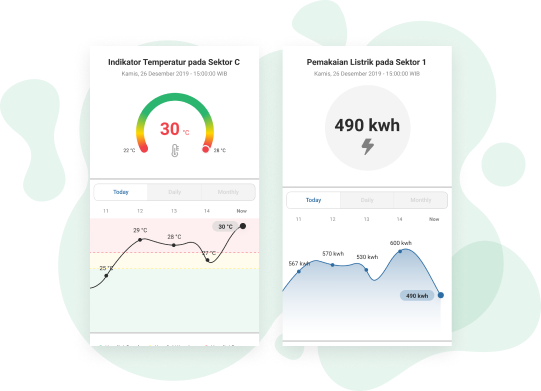 Indikator Temperatur pada Sektor C
Kamis, 26 Desember 2019 - 15:00:00 WIB
30 °C
22 °C
28 °C
Today
Daily
Monthly
11
12
13
14
Now
30 °C
29 °C
28 °C
27 °C
25 °C
Pemakaian Listrik pada Sektor 1
Kamis, 26 Desember 2019 - 15:00:00 WIB
490 kwh
Today
Daily
Monthly
11
12
13
14
Now
600 kwh
570 kwh
530 kwh
567 kwh
490 kwh